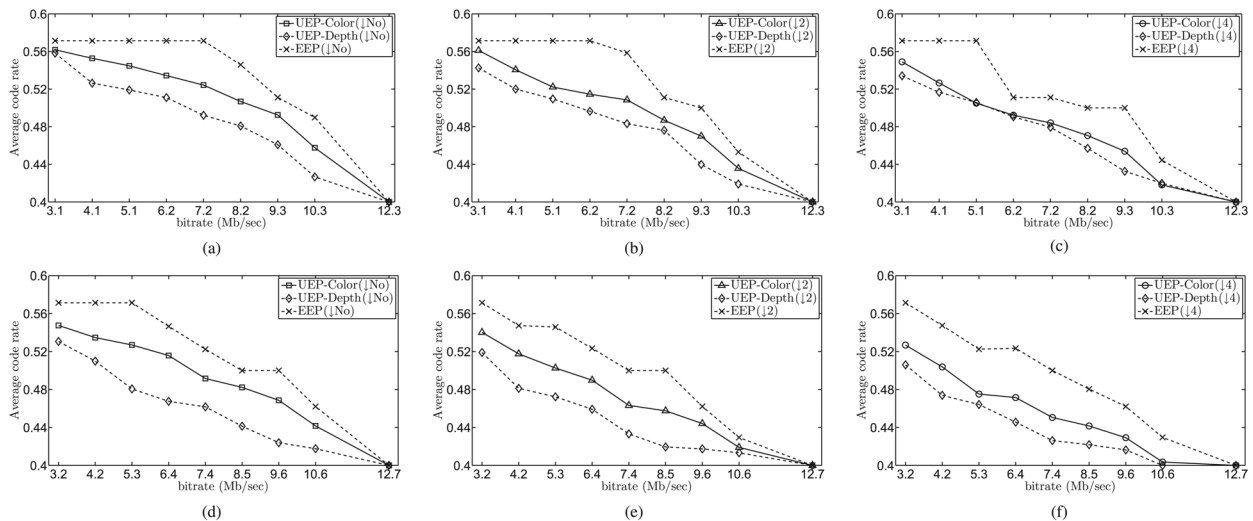 0.6
0.56
0.52
0.48
0.44
0.4
Average code rate
UEP-Color(↓No)
UEP-Depth(↓No)
EEP(↓No)
3.1 4.1 5.1 6.2 7.2 8.2 9.3 10.3 12.3
bitrate (Mb/sec)
(a)
0.6
0.56
0.52
0.48
0.44
0.4
Average code rate
UEP-Color(↓2)
UEP-Depth(↓2)
EEP(↓2)
3.1 4.1 5.1 6.2 7.2 8.2 9.3 10.3 12.3
bitrate (Mb/sec)
(b)
0.6
0.56
0.52
0.48
0.44
0.4
Average code rate
UEP-Color(↓4)
UEP-Depth(↓4)
EEP(↓4)
3.1 4.1 5.1 6.2 7.2 8.2 9.3 10.3 12.3
bitrate (Mb/sec)
(c)
0.6
0.56
0.52
0.48
0.44
0.4
Average code rate
UEP-Color(↓No)
UEP-Depth(↓No)
EEP(↓No)
3.2 4.2 5.3 6.4 7.4 8.5 9.6 10.6 12.7
bitrate (Mb/sec)
(d)
0.6
0.56
0.52
0.48
0.44
0.4
Average code rate
UEP-Color(↓2)
UEP-Depth(↓2)
EEP(↓2)
3.2 4.2 5.3 6.4 7.4 8.5 9.6 10.6 12.7
bitrate (Mb/sec)
(e)
0.6
0.56
0.52
0.48
0.44
0.4
Average code rate
UEP-Color(↓4)
UEP-Depth(↓4)
EEP(↓4)
3.2 4.2 5.3 6.4 7.4 8.5 9.6 10.6 12.7
bitrate (Mb/sec)
(f)